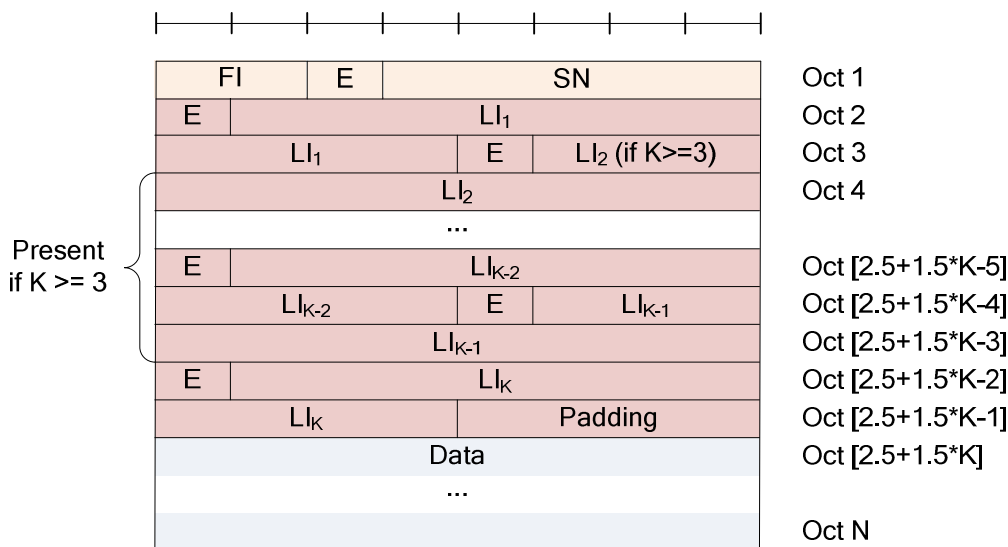 FI E SN Oct 1
E LI1 Oct 2
LI1 E LI2 (if K>=3) Oct 3
LI2 Oct 4
...
Present
if K >= 3
E LIK-2 Oct [2.5+1.5*K-5]
LIK-2 E LIK-1 Oct [2.5+1.5*K-4]
LIK-1 Oct [2.5+1.5*K-3]
E LIK Oct [2.5+1.5*K-2]
LIK Padding Oct [2.5+1.5*K-1]
Data Oct [2.5+1.5*K]
...
Oct N